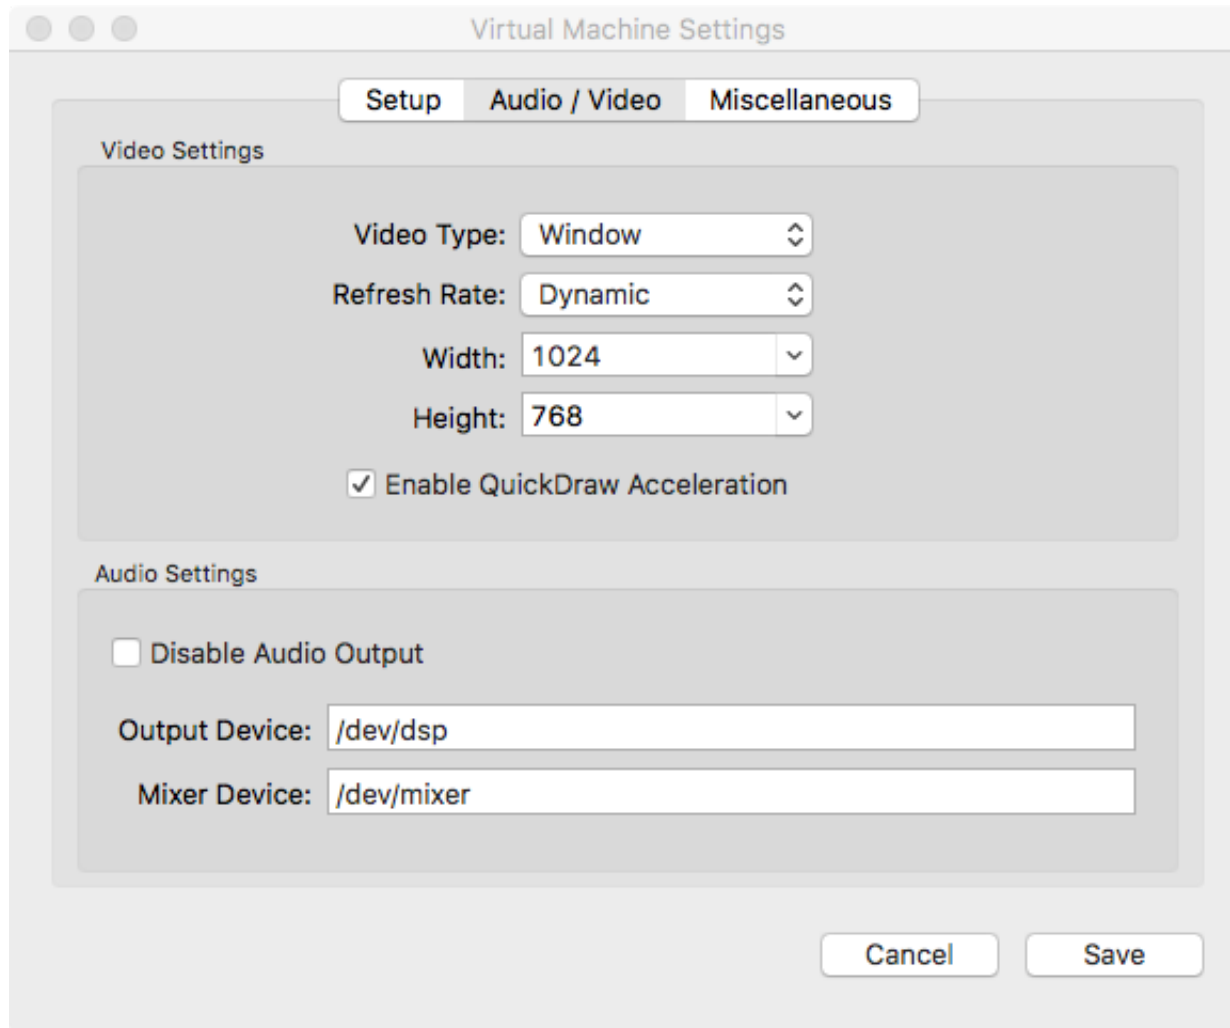 Virtual Machine Settings
Setup Audio / Video Miscellaneous
Video Settings
Video Type: Window
Refresh Rate: Dynamic
Width: 1024
Height: 768
Enable QuickDraw Acceleration
Audio Settings
Disable Audio Output
Output Device: /dev/dsp
Mixer Device: /dev/mixer
Cancel Save